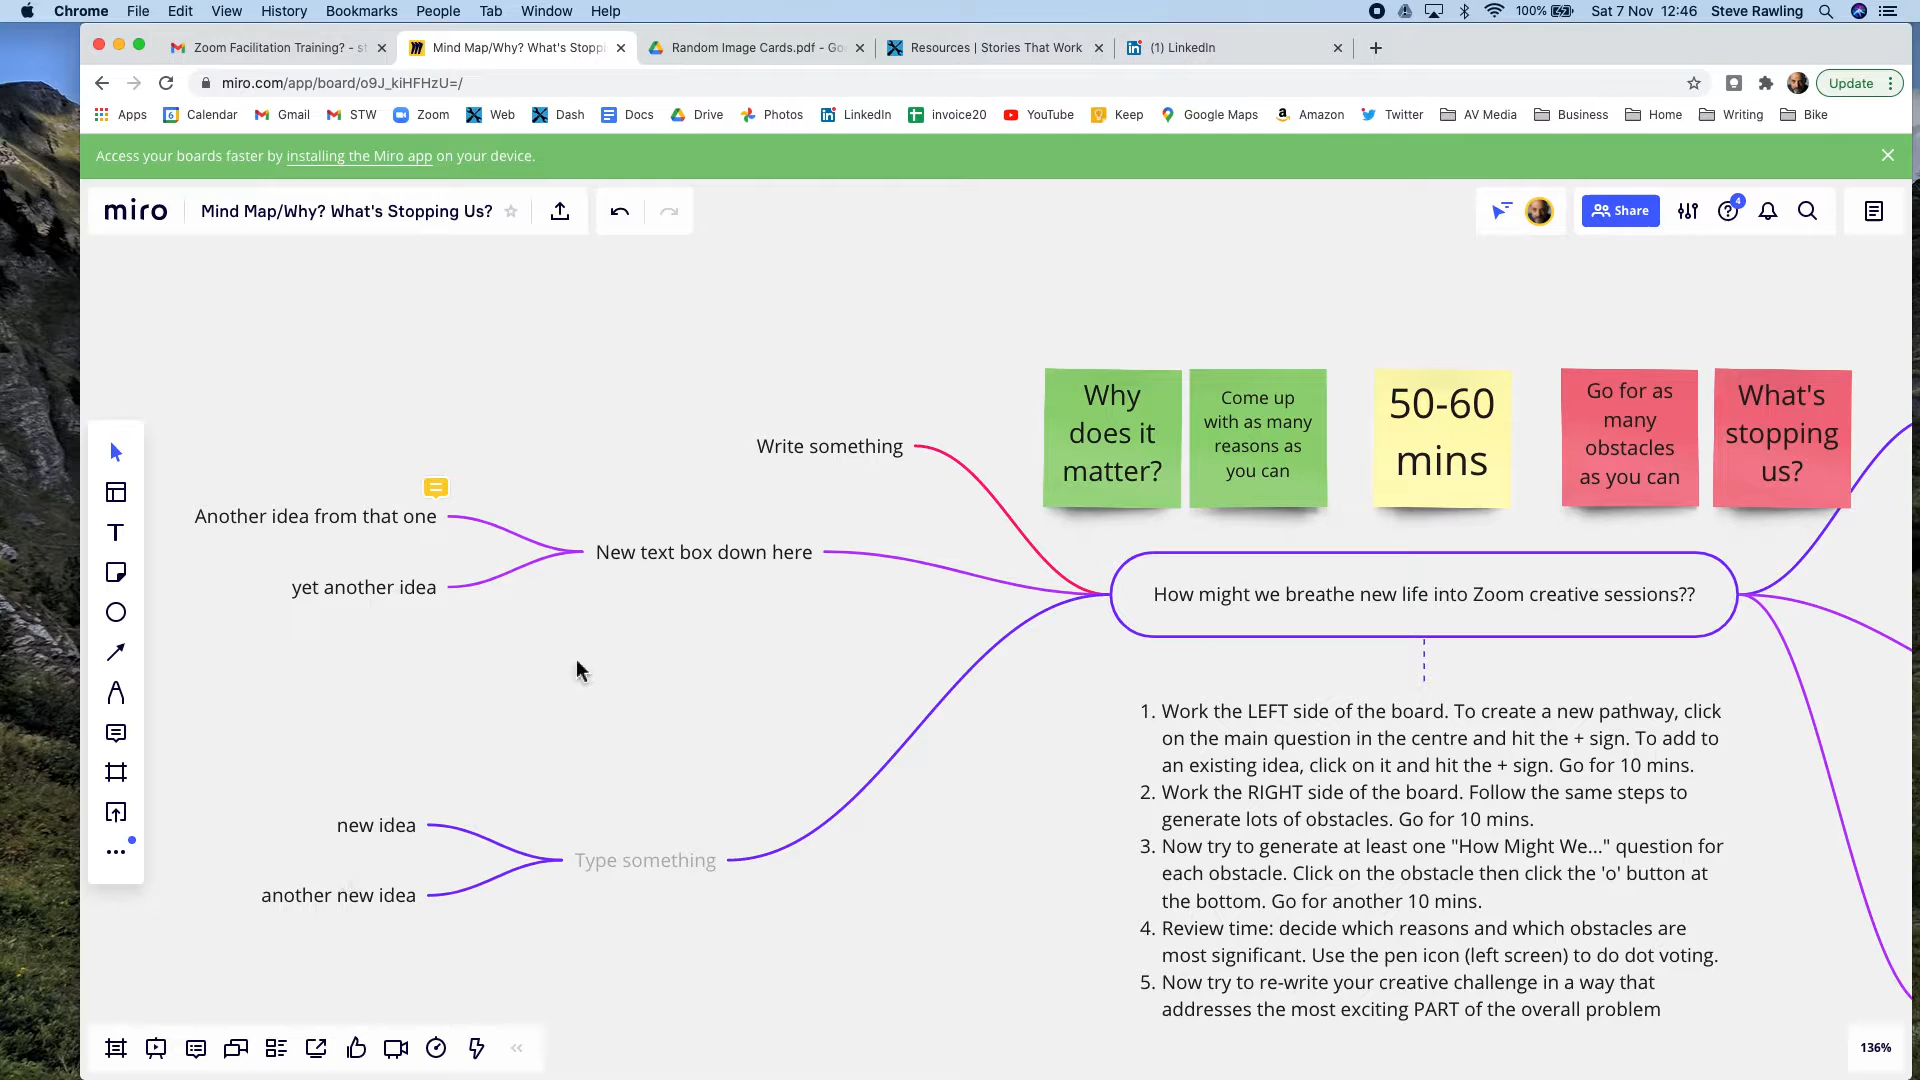 Chrome File Edit View History Bookmarks People Tab Window Help
100% Sat 7 Nov 12:46 Steve Rawling
Zoom Facilitation Training? - st
Mind Map/Why? What's Stoppi
Random Image Cards.pdf - Goo
Resources | Stories That Work
(1) LinkedIn
miro.com/app/board/o9J_kiHFHzU=/
Update
Apps Calendar Gmail STW Zoom Web Dash Docs Drive Photos LinkedIn invoice20 YouTube Keep Google Maps Amazon Twitter AV Media Business Home Writing Bike
Access your boards faster by installing the Miro app on your device.
miro
Mind Map/Why? What's Stopping Us?
Share
4
Why
does it
matter?
Come up
with as many
reasons as
you can
50-60
mins
Go for as
many
obstacles
as you can
What's
stopping
us?
Write something
Another idea from that one
New text box down here
yet another idea
How might we breathe new life into Zoom creative sessions??
new idea
Type something
another new idea
1. Work the LEFT side of the board. To create a new pathway, click
on the main question in the centre and hit the + sign. To add to
an existing idea, click on it and hit the + sign. Go for 10 mins.
2. Work the RIGHT side of the board. Follow the same steps to
generate lots of obstacles. Go for 10 mins.
3. Now try to generate at least one "How Might We..." question for
each obstacle. Click on the obstacle then click the 'o' button at
the bottom. Go for another 10 mins.
4. Review time: decide which reasons and which obstacles are
most significant. Use the pen icon (left screen) to do dot voting.
5. Now try to re-write your creative challenge in a way that
addresses the most exciting PART of the overall problem
136%